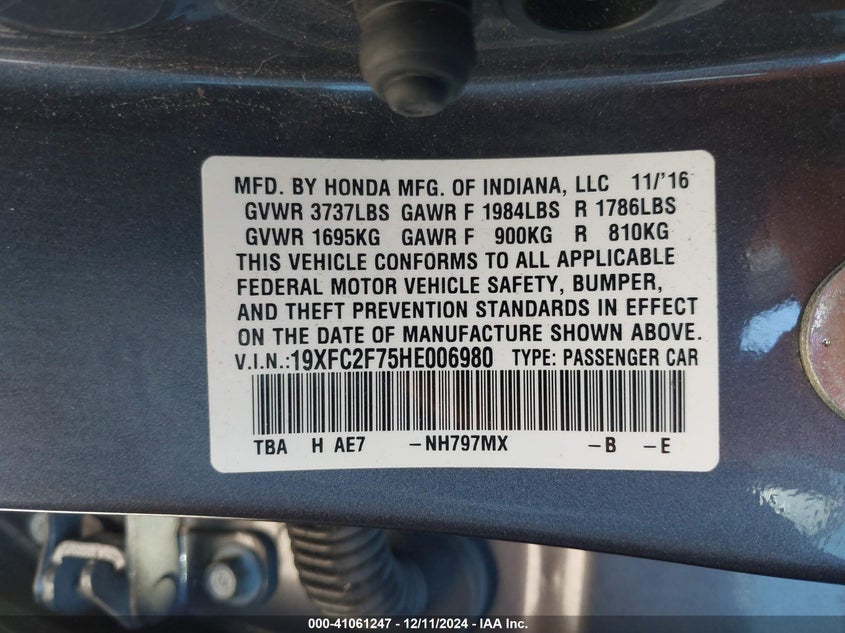 MFD. BY HONDA MFG. OF INDIANA, LLC 11/'16
GVWR 3737LBS GAWR F 1984LBS R 1786LBS
GVWR 1695KG GAWR F 900KG R 810KG
THIS VEHICLE CONFORMS TO ALL APPLICABLE
FEDERAL MOTOR VEHICLE SAFETY, BUMPER,
AND THEFT PREVENTION STANDARDS IN EFFECT
ON THE DATE OF MANUFACTURE SHOWN ABOVE.
V.I.N.:19XFC2F75HE006980 TYPE: PASSENGER CAR
TBA H AE7 -NH797MX -B -E
000-41061247 - 12/11/2024 - IAA Inc.